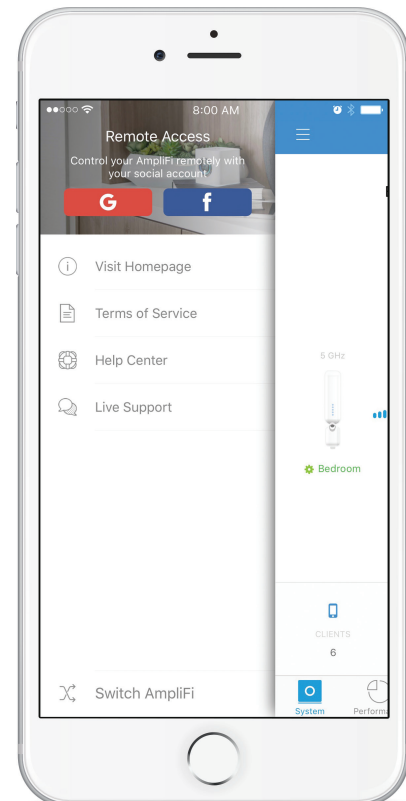 8:00 AM
Remote Access
Control your AmpliFi remotely with
your social account
G f
Visit Homepage
Terms of Service
Help Center
Live Support
5 GHz
Bedroom
CLIENTS
6
Switch AmpliFi
System Performa